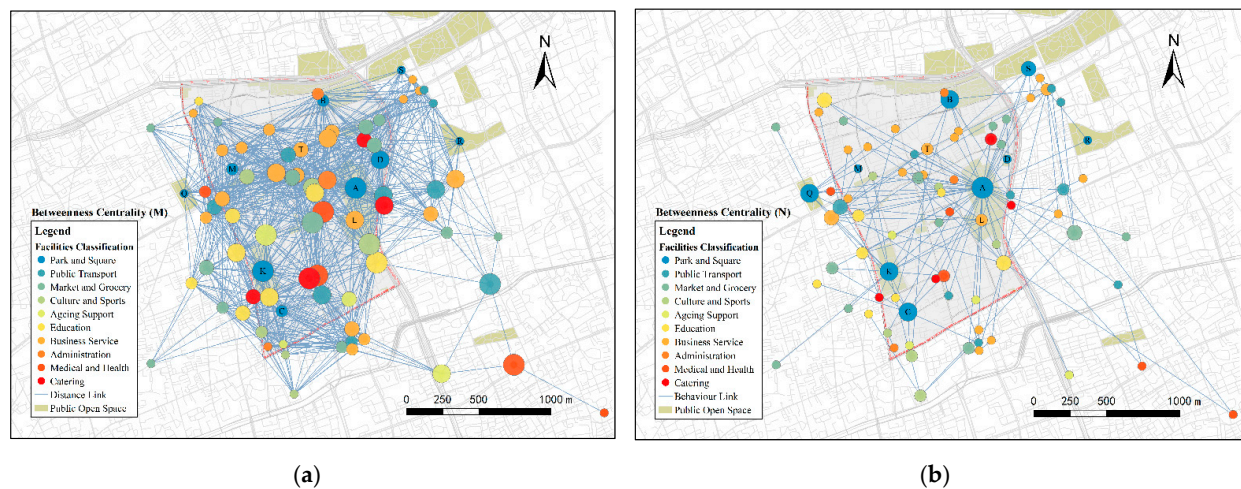 N
S
B
R
T
D
M
A
Q
L
K
C
Betweenness Centrality (M)
Legend
Facilities Classification
Park and Square
Public Transport
Market and Grocery
Culture and Sports
Ageing Support
Education
Business Service
Administration
Medical and Health
Catering
Distance Link
Public Open Space
0 250 500 1000 m
(a)
N
S
B
R
T
D
M
A
Q
L
K
C
Betweenness Centrality (N)
Legend
Facilities Classification
Park and Square
Public Transport
Market and Grocery
Culture and Sports
Ageing Support
Education
Business Service
Administration
Medical and Health
Catering
Behaviour Link
Public Open Space
0 250 500 1000 m
(b)